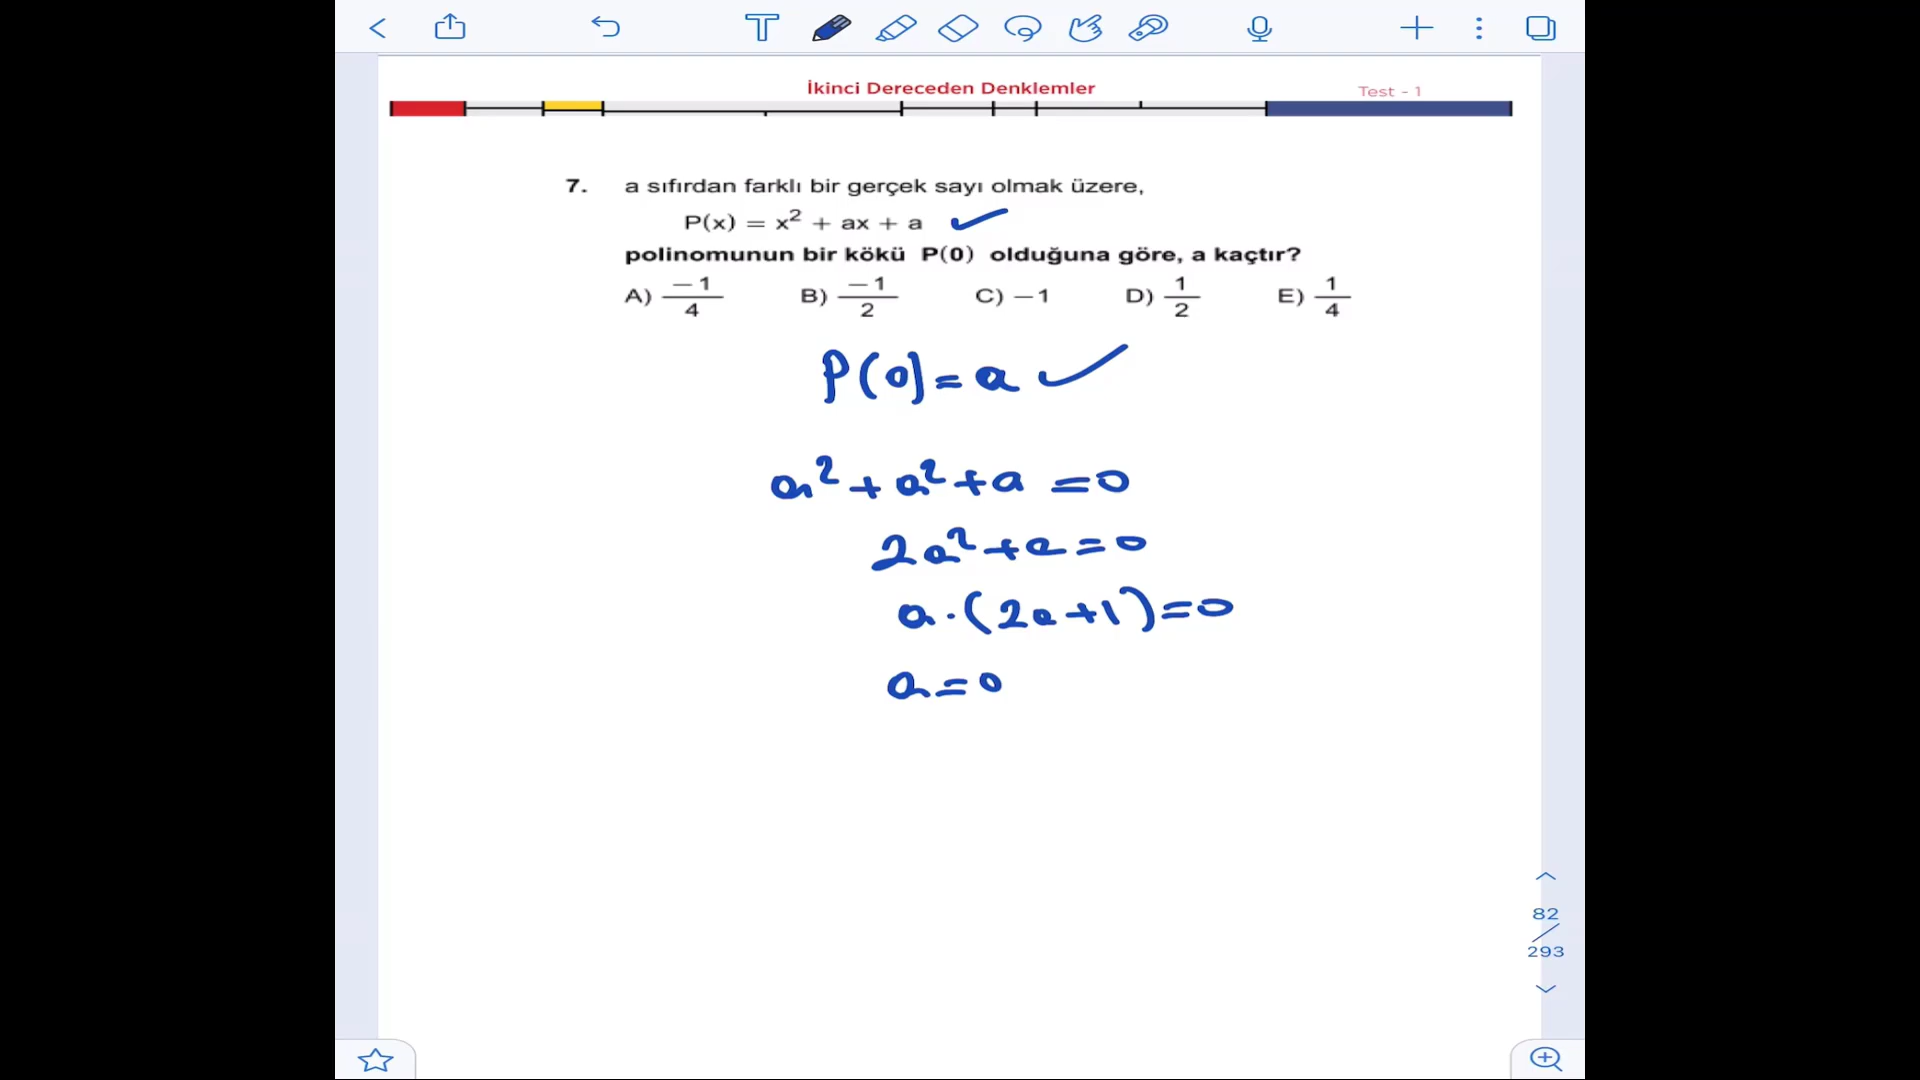 İkinci Dereceden Denklemler
Test - 1
7. a sıfırdan farklı bir gerçek sayı olmak üzere,
P(x) = x² + ax + a
polinomunun bir kökü P(0) olduğuna göre, a kaçtır?
A) −1/4 B) −1/2 C) −1 D) 1/2 E) 1/4
P(0) = a
a² + a² + a = 0
2a² + a = 0
a · (2a + 1) = 0
a = 0
82
293